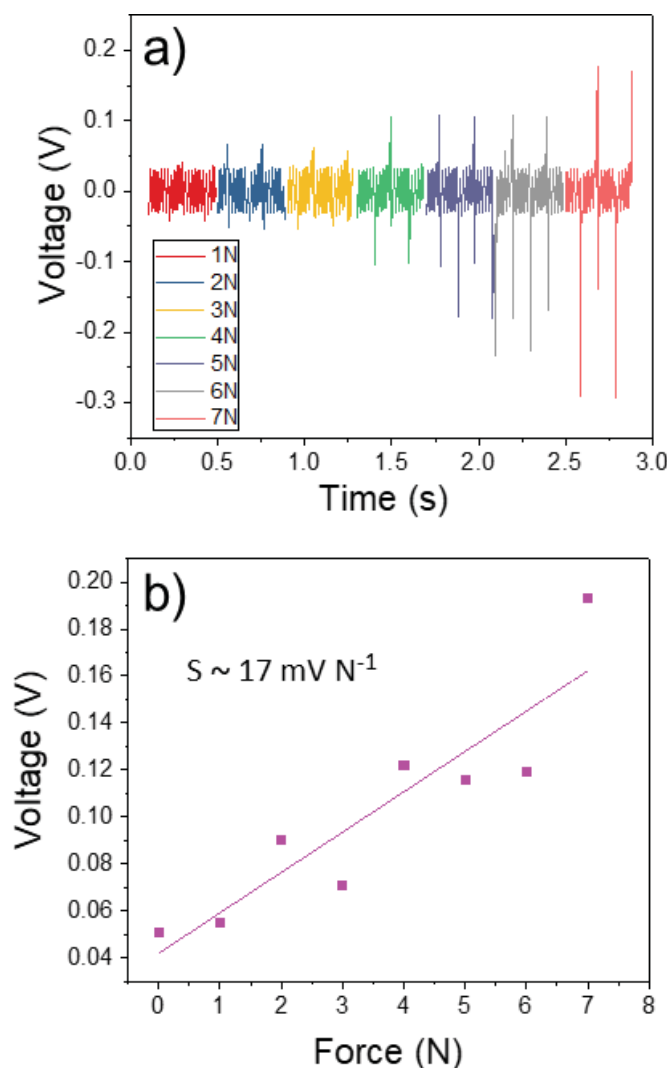 a)
0.2
0.1
0.0
-0.1
-0.2
-0.3
Voltage (V)
1N
2N
3N
4N
5N
6N
7N
0.0 0.5 1.0 1.5 2.0 2.5 3.0
Time (s)
b)
0.20
0.18
0.16
0.14
0.12
0.10
0.08
0.06
0.04
Voltage (V)
S ~ 17 mV N⁻¹
0 1 2 3 4 5 6 7 8
Force (N)